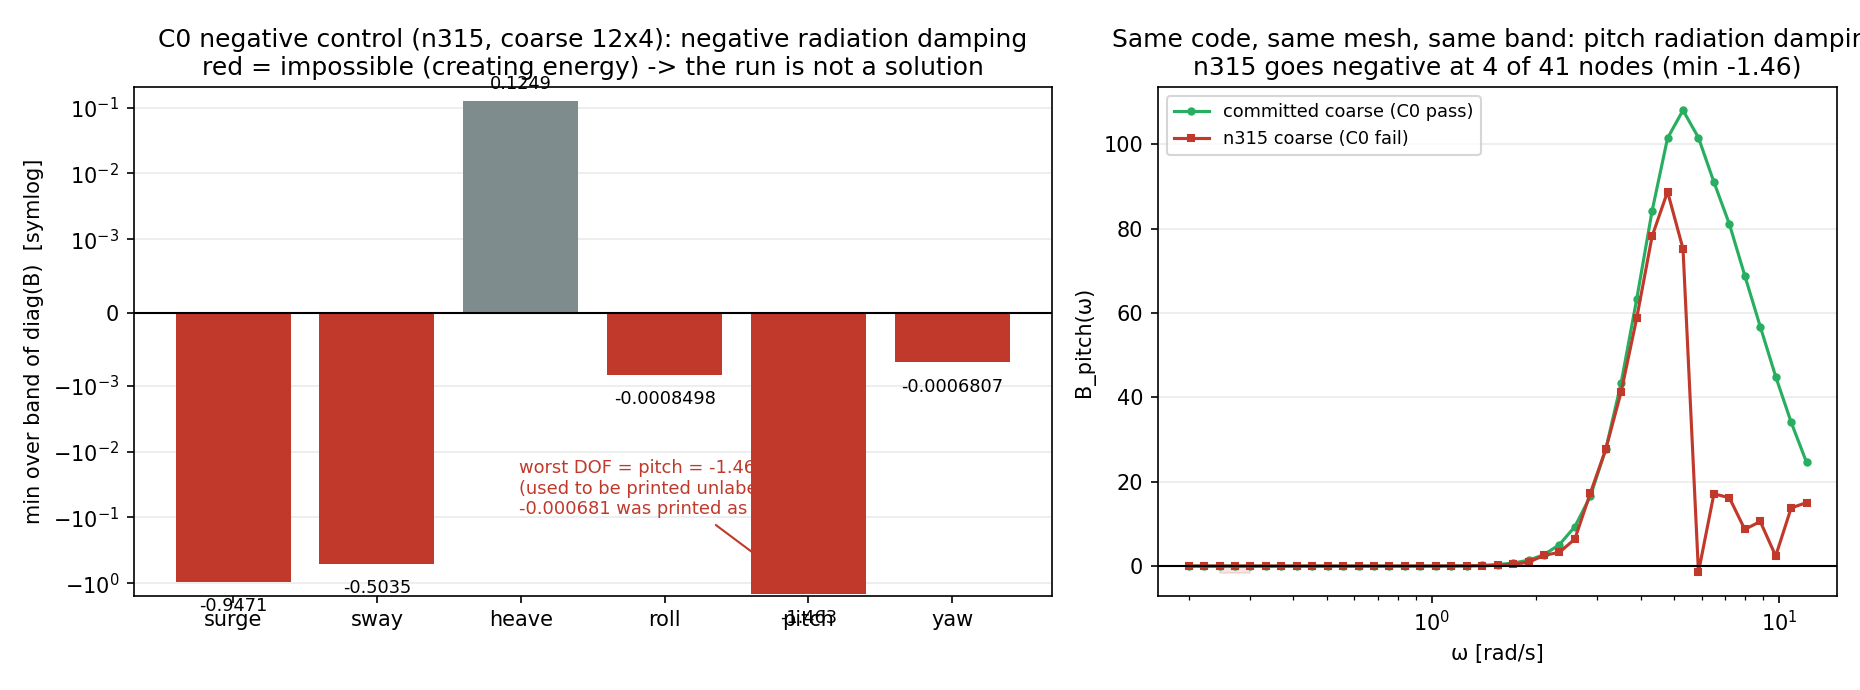 C0 negative control (n315, coarse 12x4): negative radiation damping
red = impossible (creating energy) -> the run is not a solution
0.1249
10⁻¹
10⁻²
10⁻³
0
−10⁻³
−10⁻²
−10⁻¹
−10⁰
min over band of diag(B) [symlog]
-0.0008498
-0.0006807
worst DOF = pitch = -1.46
(used to be printed unlabe
-0.000681 was printed as
-0.9471
-0.5035
-1.463
surge
sway
heave
roll
pitch
yaw
Same code, same mesh, same band: pitch radiation dampin
n315 goes negative at 4 of 41 nodes (min -1.46)
committed coarse (C0 pass)
n315 coarse (C0 fail)
100
80
60
40
20
0
B_pitch(ω)
10⁰
10¹
ω [rad/s]